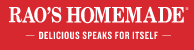 RAO'S HOMEMADE®
DELICIOUS SPEAKS FOR ITSELF